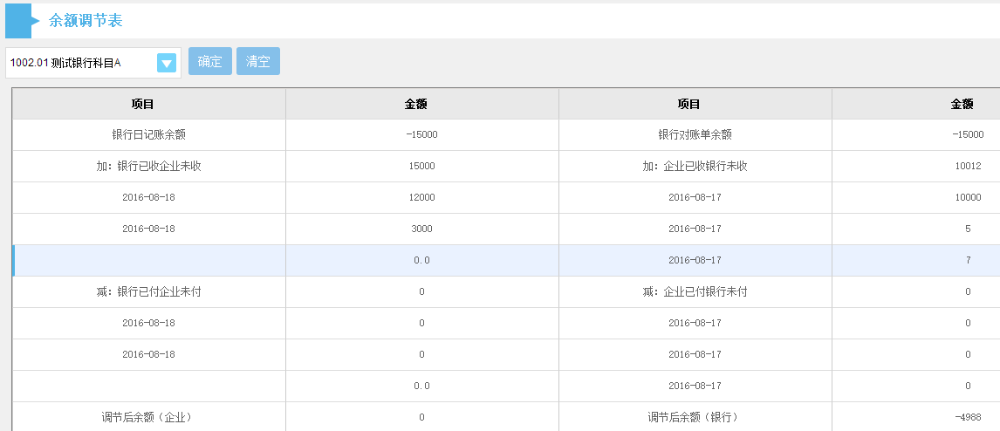 余额调节表
1002.01 测试银行科目A 确定 清空
项目 金额 项目 金额
银行日记账余额 -15000 银行对账单余额 -15000
加：银行已收企业未收 15000 加：企业已收银行未收 10012
2016-08-18 12000 2016-08-17 10000
2016-08-18 3000 2016-08-17 5
0.0 2016-08-17 7
减：银行已付企业未付 0 减：企业已付银行未付 0
2016-08-18 0 2016-08-17 0
2016-08-18 0 2016-08-17 0
0.0 2016-08-17 0
调节后余额（企业） 0 调节后余额（银行） -4988